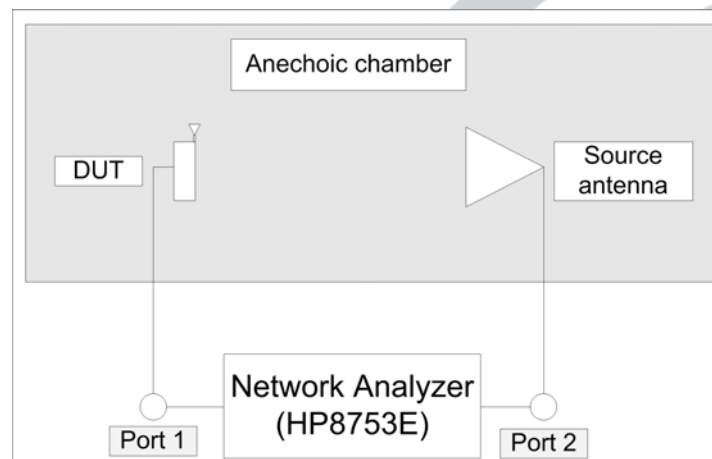 Anechoic chamber
DUT
Source
antenna
Network Analyzer
(HP8753E)
Port 1
Port 2